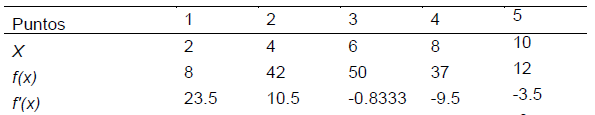 Puntos 1 2 3 4 5
X 2 4 6 8 10
f(x) 8 42 50 37 12
f'(x) 23.5 10.5 -0.8333 -9.5 -3.5